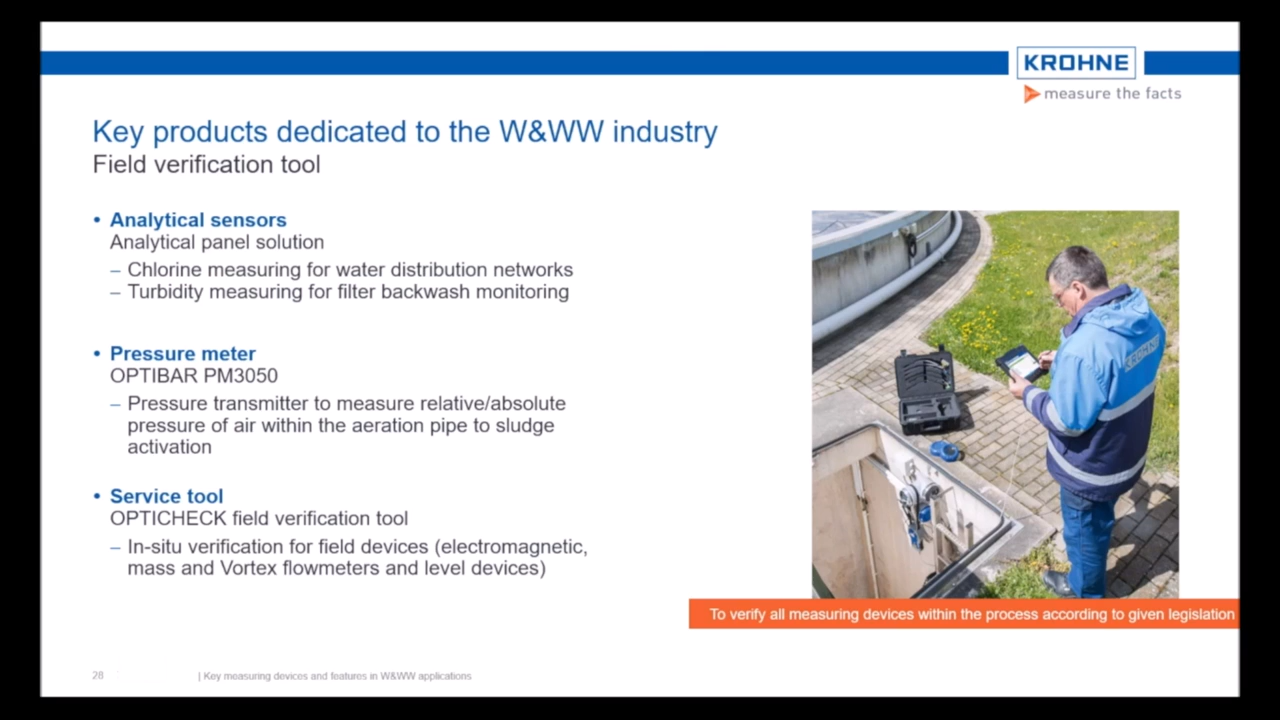 KROHNE
measure the facts
Key products dedicated to the W&WW industry
Field verification tool
• Analytical sensors
Analytical panel solution
– Chlorine measuring for water distribution networks
– Turbidity measuring for filter backwash monitoring
• Pressure meter
OPTIBAR PM3050
– Pressure transmitter to measure relative/absolute
pressure of air within the aeration pipe to sludge
activation
• Service tool
OPTICHECK field verification tool
– In-situ verification for field devices (electromagnetic,
mass and Vortex flowmeters and level devices)
KROHNE
To verify all measuring devices within the process according to given legislation
28
| Key measuring devices and features in W&WW applications